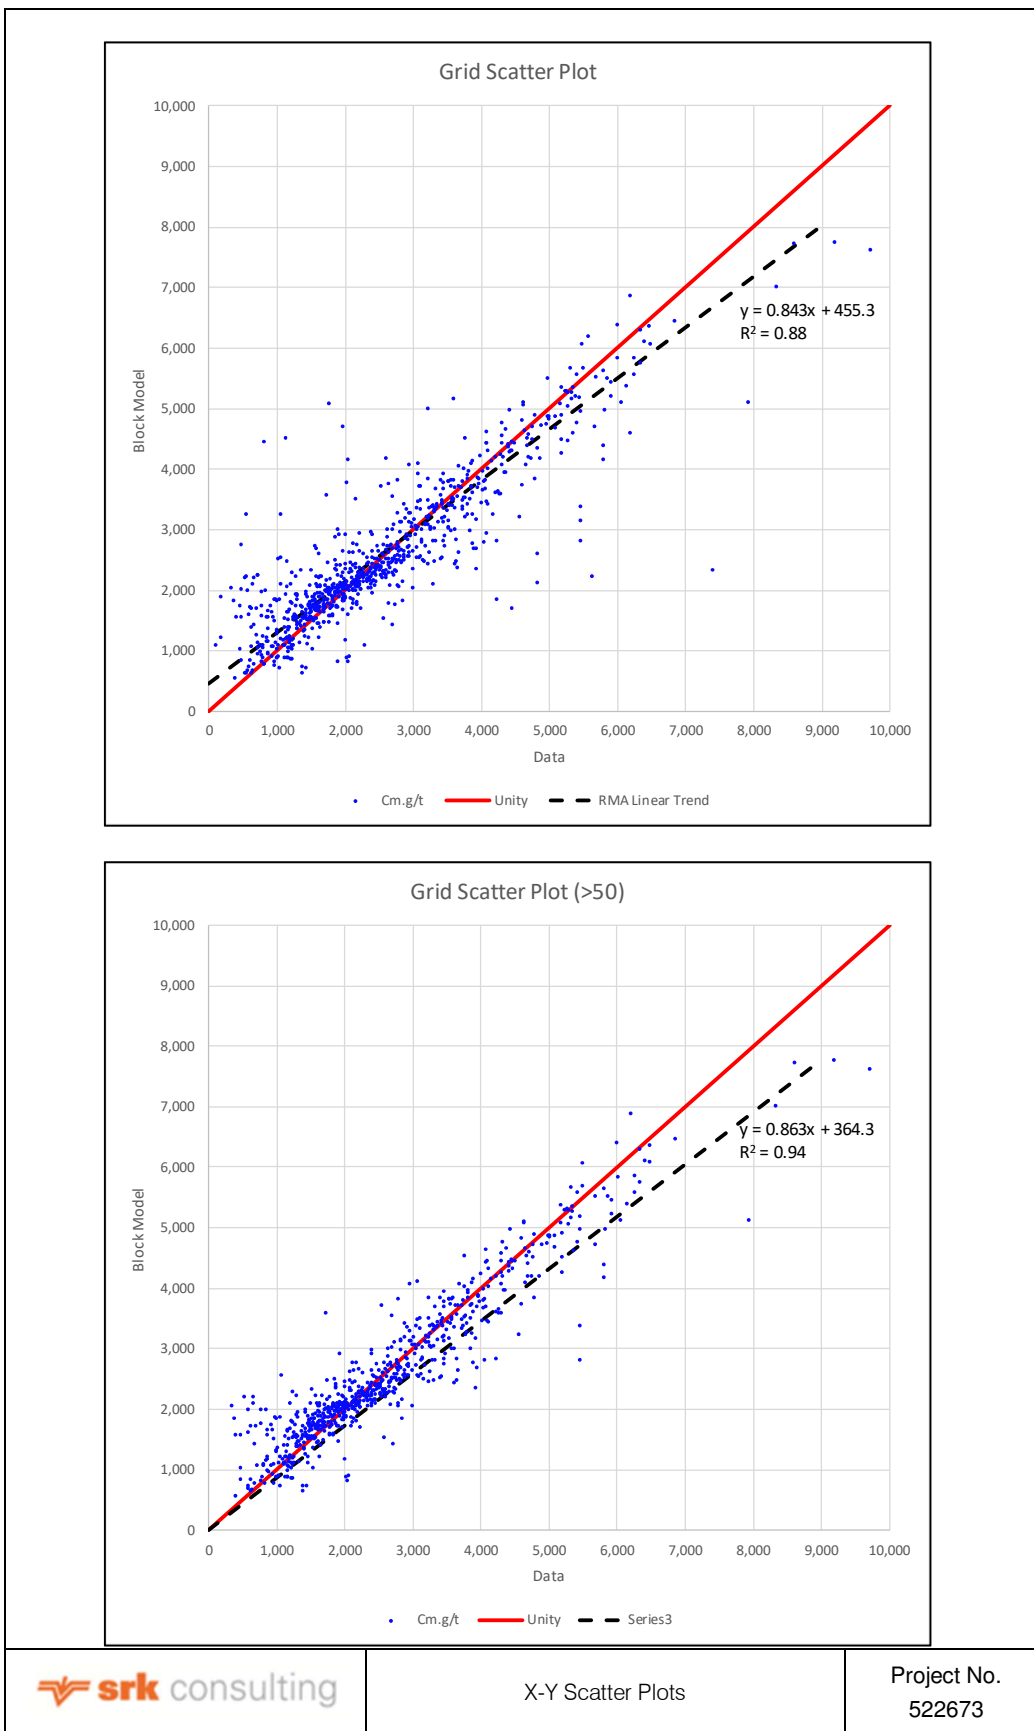 Grid Scatter Plot
10,000
9,000
8,000
7,000
6,000
5,000
4,000
3,000
2,000
1,000
0
Block Model
y = 0.843x + 455.3
R² = 0.88
0 1,000 2,000 3,000 4,000 5,000 6,000 7,000 8,000 9,000 10,000
Data
Cm.g/t Unity RMA Linear Trend
Grid Scatter Plot (>50)
10,000
9,000
8,000
7,000
6,000
5,000
4,000
3,000
2,000
1,000
0
Block Model
y = 0.863x + 364.3
R² = 0.94
0 1,000 2,000 3,000 4,000 5,000 6,000 7,000 8,000 9,000 10,000
Data
Cm.g/t Unity Series3
srk consulting
X-Y Scatter Plots
Project No.
522673